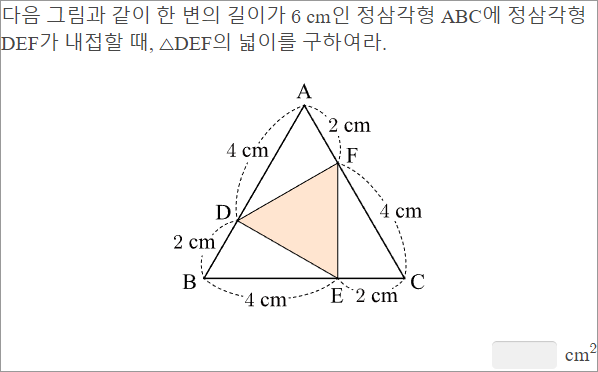 다음 그림과 같이 한 변의 길이가 6 cm인 정삼각형 ABC에 정삼각형
DEF가 내접할 때, △DEF의 넓이를 구하여라.
A
2 cm
4 cm
F
D
4 cm
2 cm
B
C
4 cm
E
2 cm
cm²